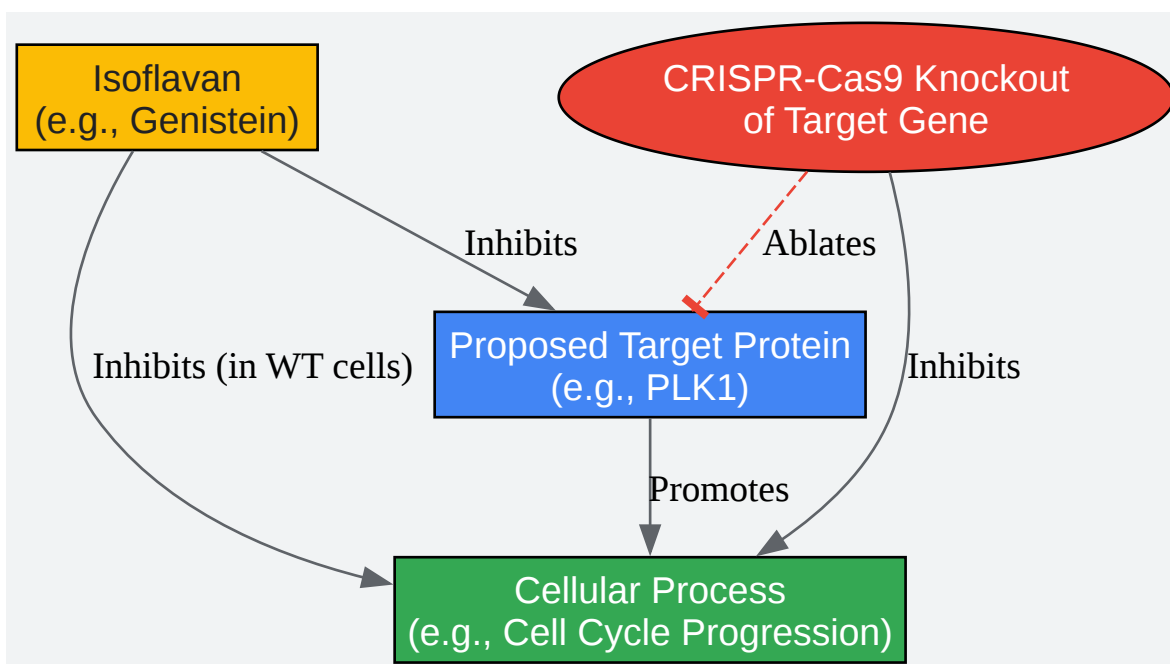 Isoflavan
(e.g., Genistein)
CRISPR-Cas9 Knockout
of Target Gene
Inhibits
Ablates
Proposed Target Protein
(e.g., PLK1)
Inhibits (in WT cells)
Inhibits
Promotes
Cellular Process
(e.g., Cell Cycle Progression)